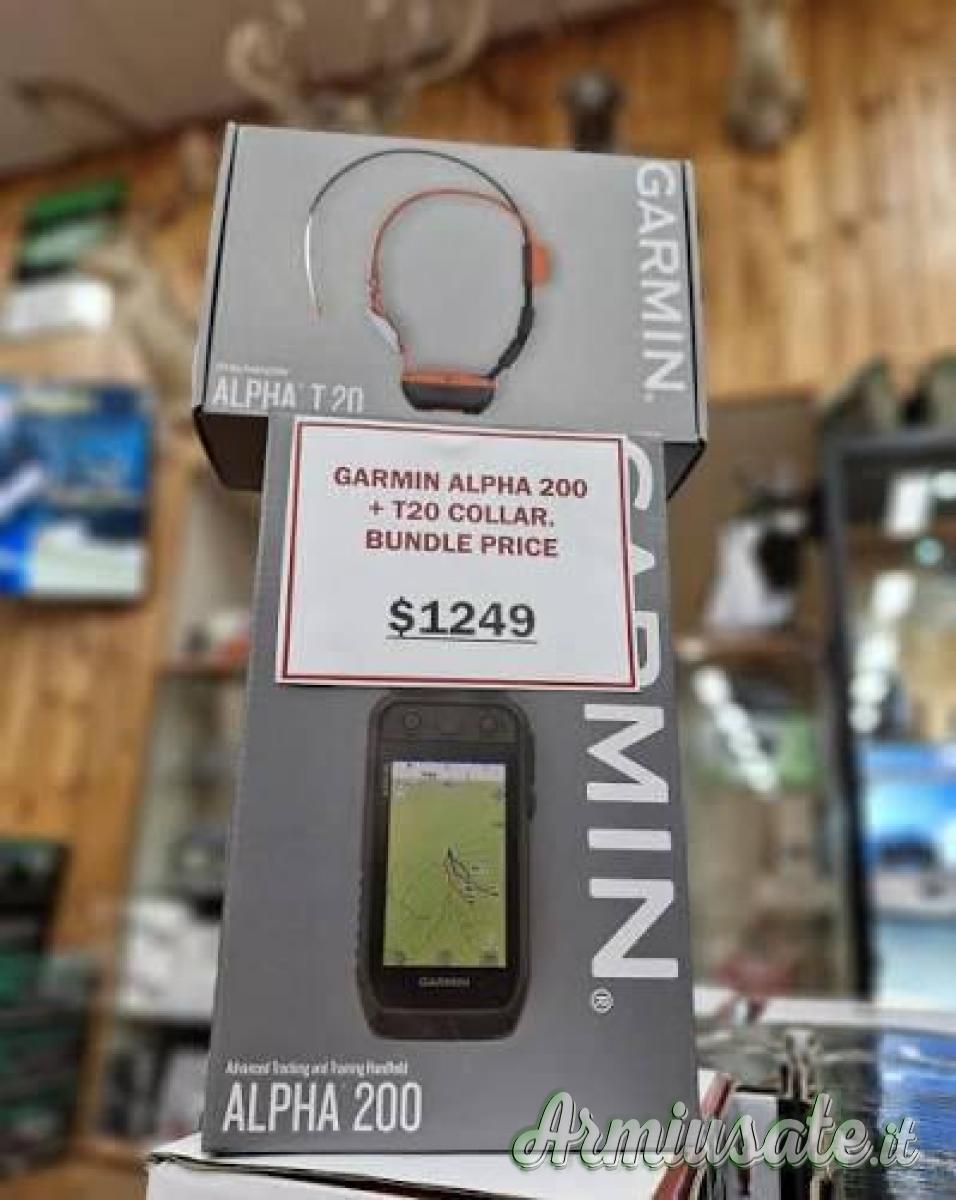 GARMIN®
ALPHA® T 20
GARMIN ALPHA 200
+ T20 COLLAR.
BUNDLE PRICE
$1249
GARMIN®
GARMIN
Advanced Tracking and Training Handheld
ALPHA 200
Armiusate.it